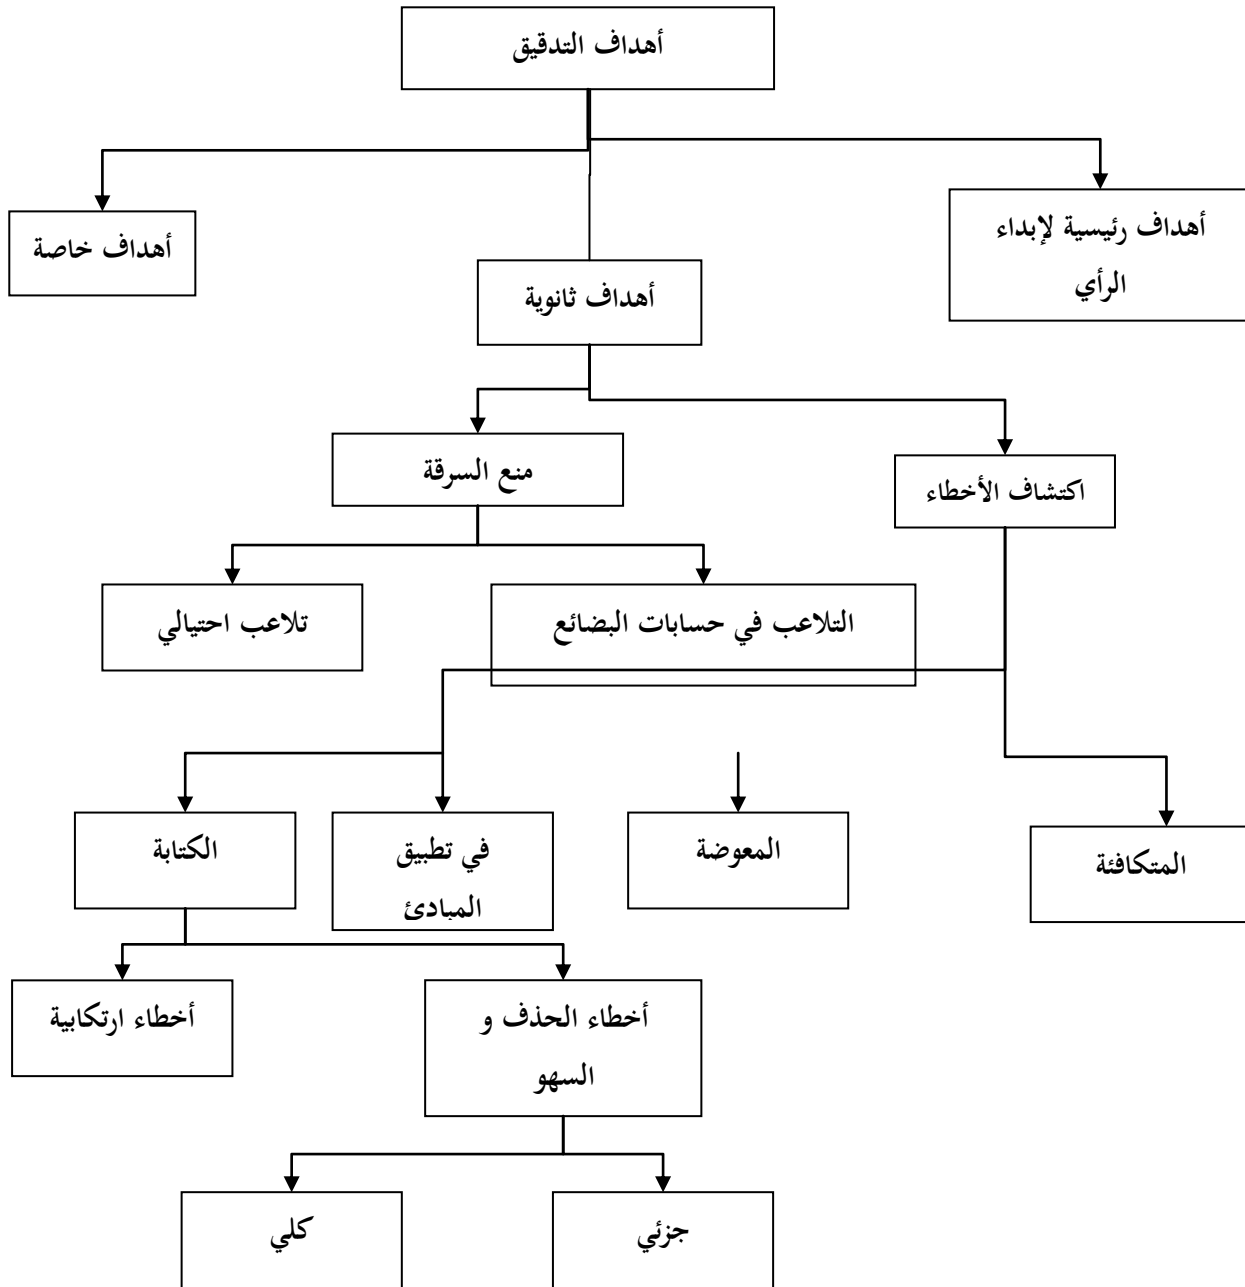 أهداف التدقيق
أهداف رئيسية لإبداء
الرأي
أهداف خاصة
أهداف ثانوية
منع السرقة
اكتشاف الأخطاء
التلاعب في حسابات البضائع
تلاعب احتيالي
المتكافئة
المعوضة
في تطبيق
المبادئ
الكتابة
أخطاء الحذف و
السهو
أخطاء ارتكابية
جزئي
كلي